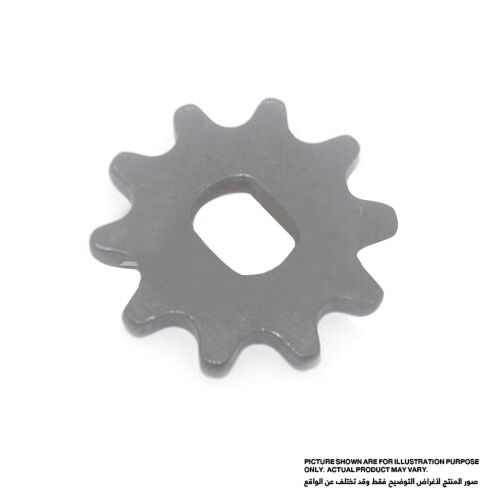 PICTURE SHOWN ARE FOR ILLUSTRATION PURPOSE
ONLY. ACTUAL PRODUCT MAY VARY.
صور المنتج لأغراض التوضيح فقط وقد تختلف عن الواقع